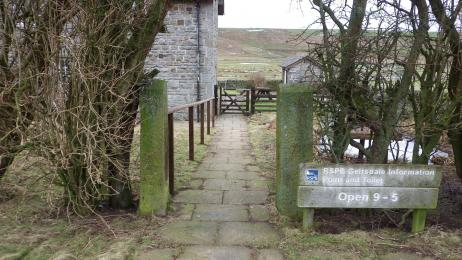 RSPB Geltsdale Information
Point and Toilet
Open 9 - 5